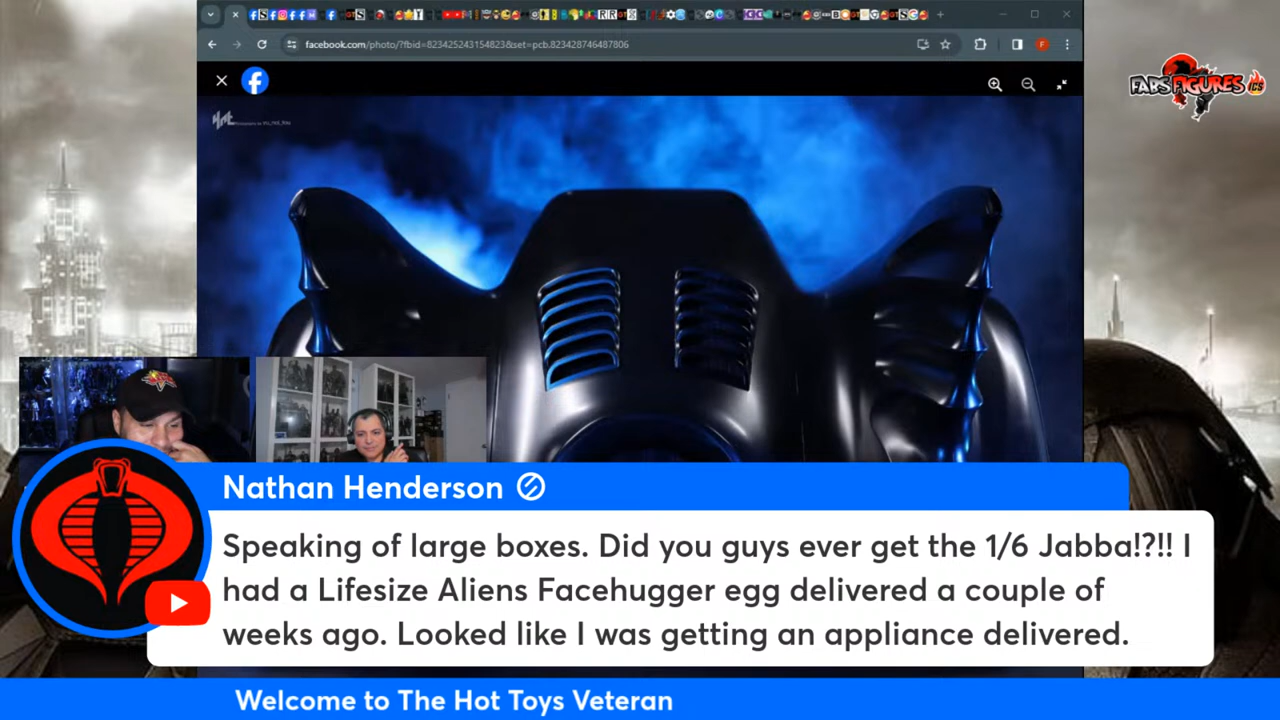 facebook.com/photo/?fbid=823425243154823&set=pcb.823428746487806
Hot
FABSFIGURES
ICS
Nathan Henderson
Speaking of large boxes. Did you guys ever get the 1/6 Jabba!?!! I
had a Lifesize Aliens Facehugger egg delivered a couple of
weeks ago. Looked like I was getting an appliance delivered.
Welcome to The Hot Toys Veteran